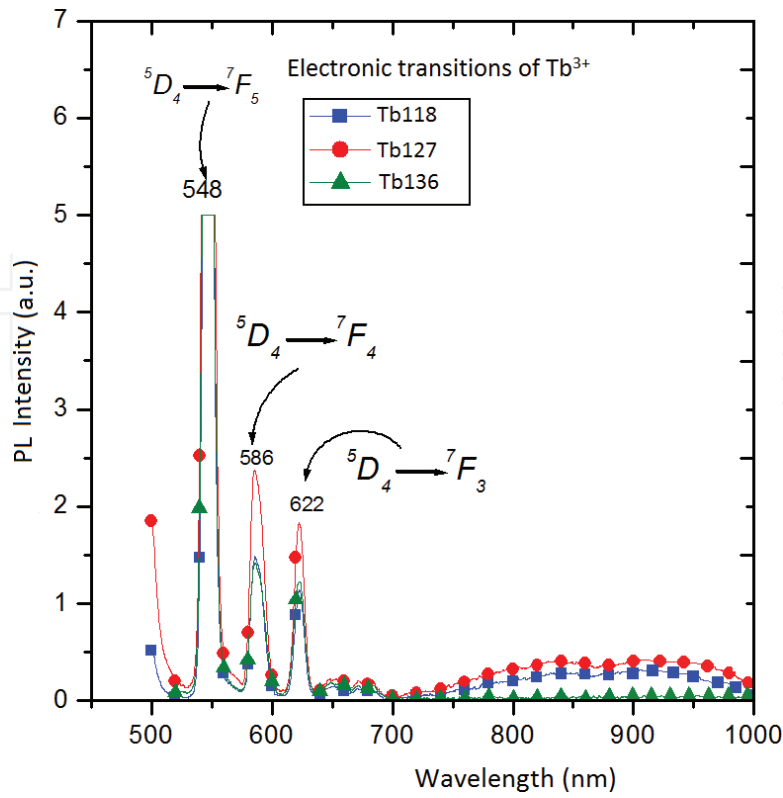 Electronic transitions of Tb³⁺
⁵D₄ → ⁷F₅
Tb118
Tb127
Tb136
548
⁵D₄ → ⁷F₄
586
⁵D₄ → ⁷F₃
622
PL Intensity (a.u.)
7
6
5
4
3
2
1
0
500 600 700 800 900 1000
Wavelength (nm)